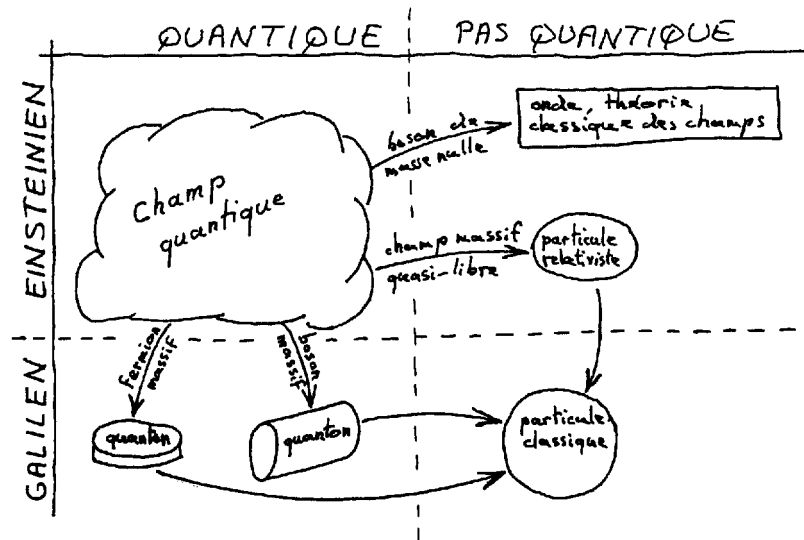 QUANTIQUE
PAS QUANTIQUE
EINSTEINIEN
Champ
quantique
boson de
masse nulle
onde, théorie
classique des champs
champ massif
quasi-libre
particule
relativiste
GALILEN
fermion
massif
boson
massif
quanton
quanton
particule
classique